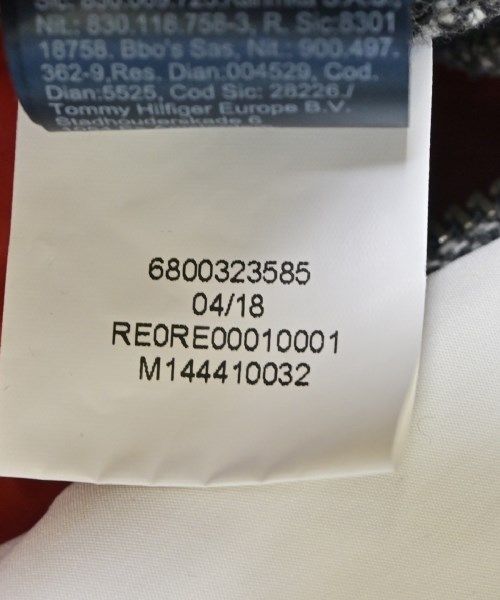 NIt.: 830.116.756-3, R. Sic:8301
18758. Bbo's Sas. Nit.: 900.497.
362-9,Res. Dian:004529, Cod.
Dian:5525, Cod Sic: 28226./
Tommy Hilfiger Europe B.V.
Stadhouderskade 6
6800323585
04/18
RE0RE00010001
M144410032